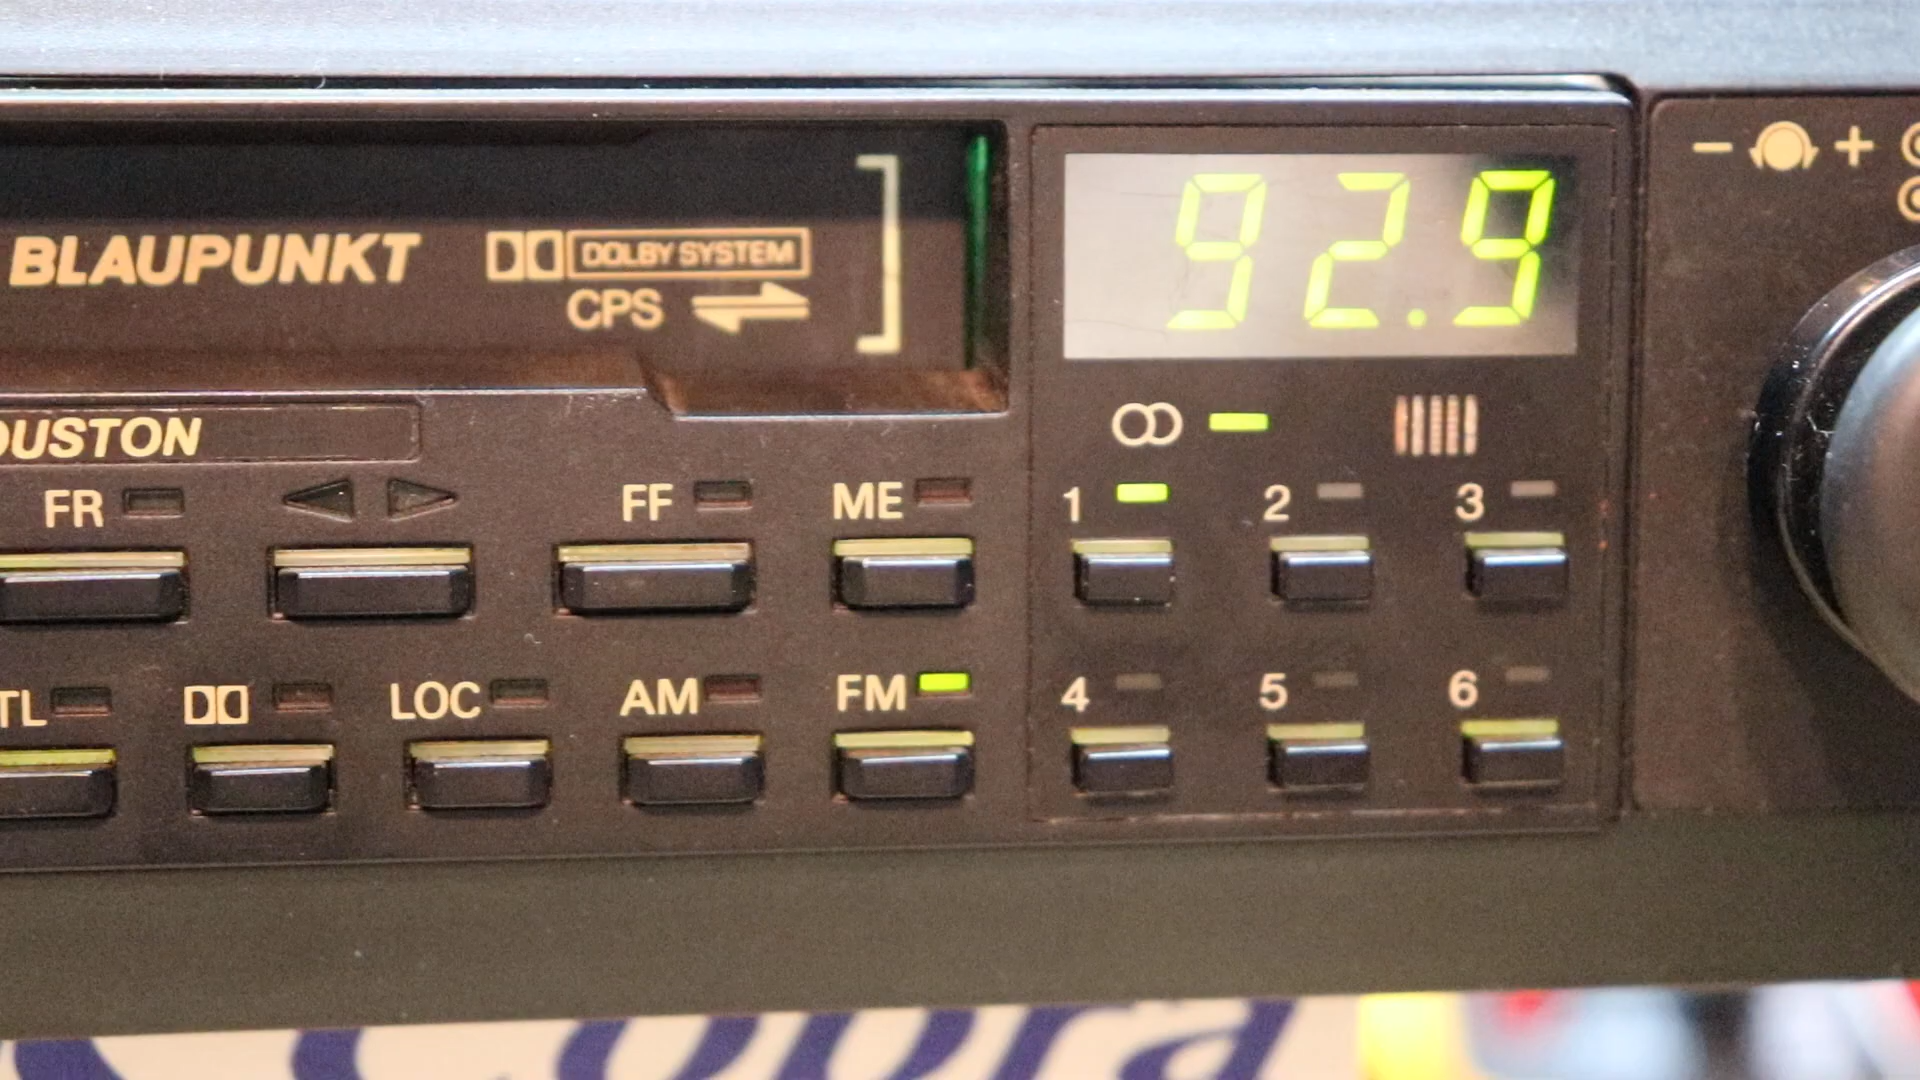 BLAUPUNKT DOLBY SYSTEM
CPS
92.9
OUSTON
FR FF ME 1 2 3
TL LOC AM FM 4 5 6
Cobra